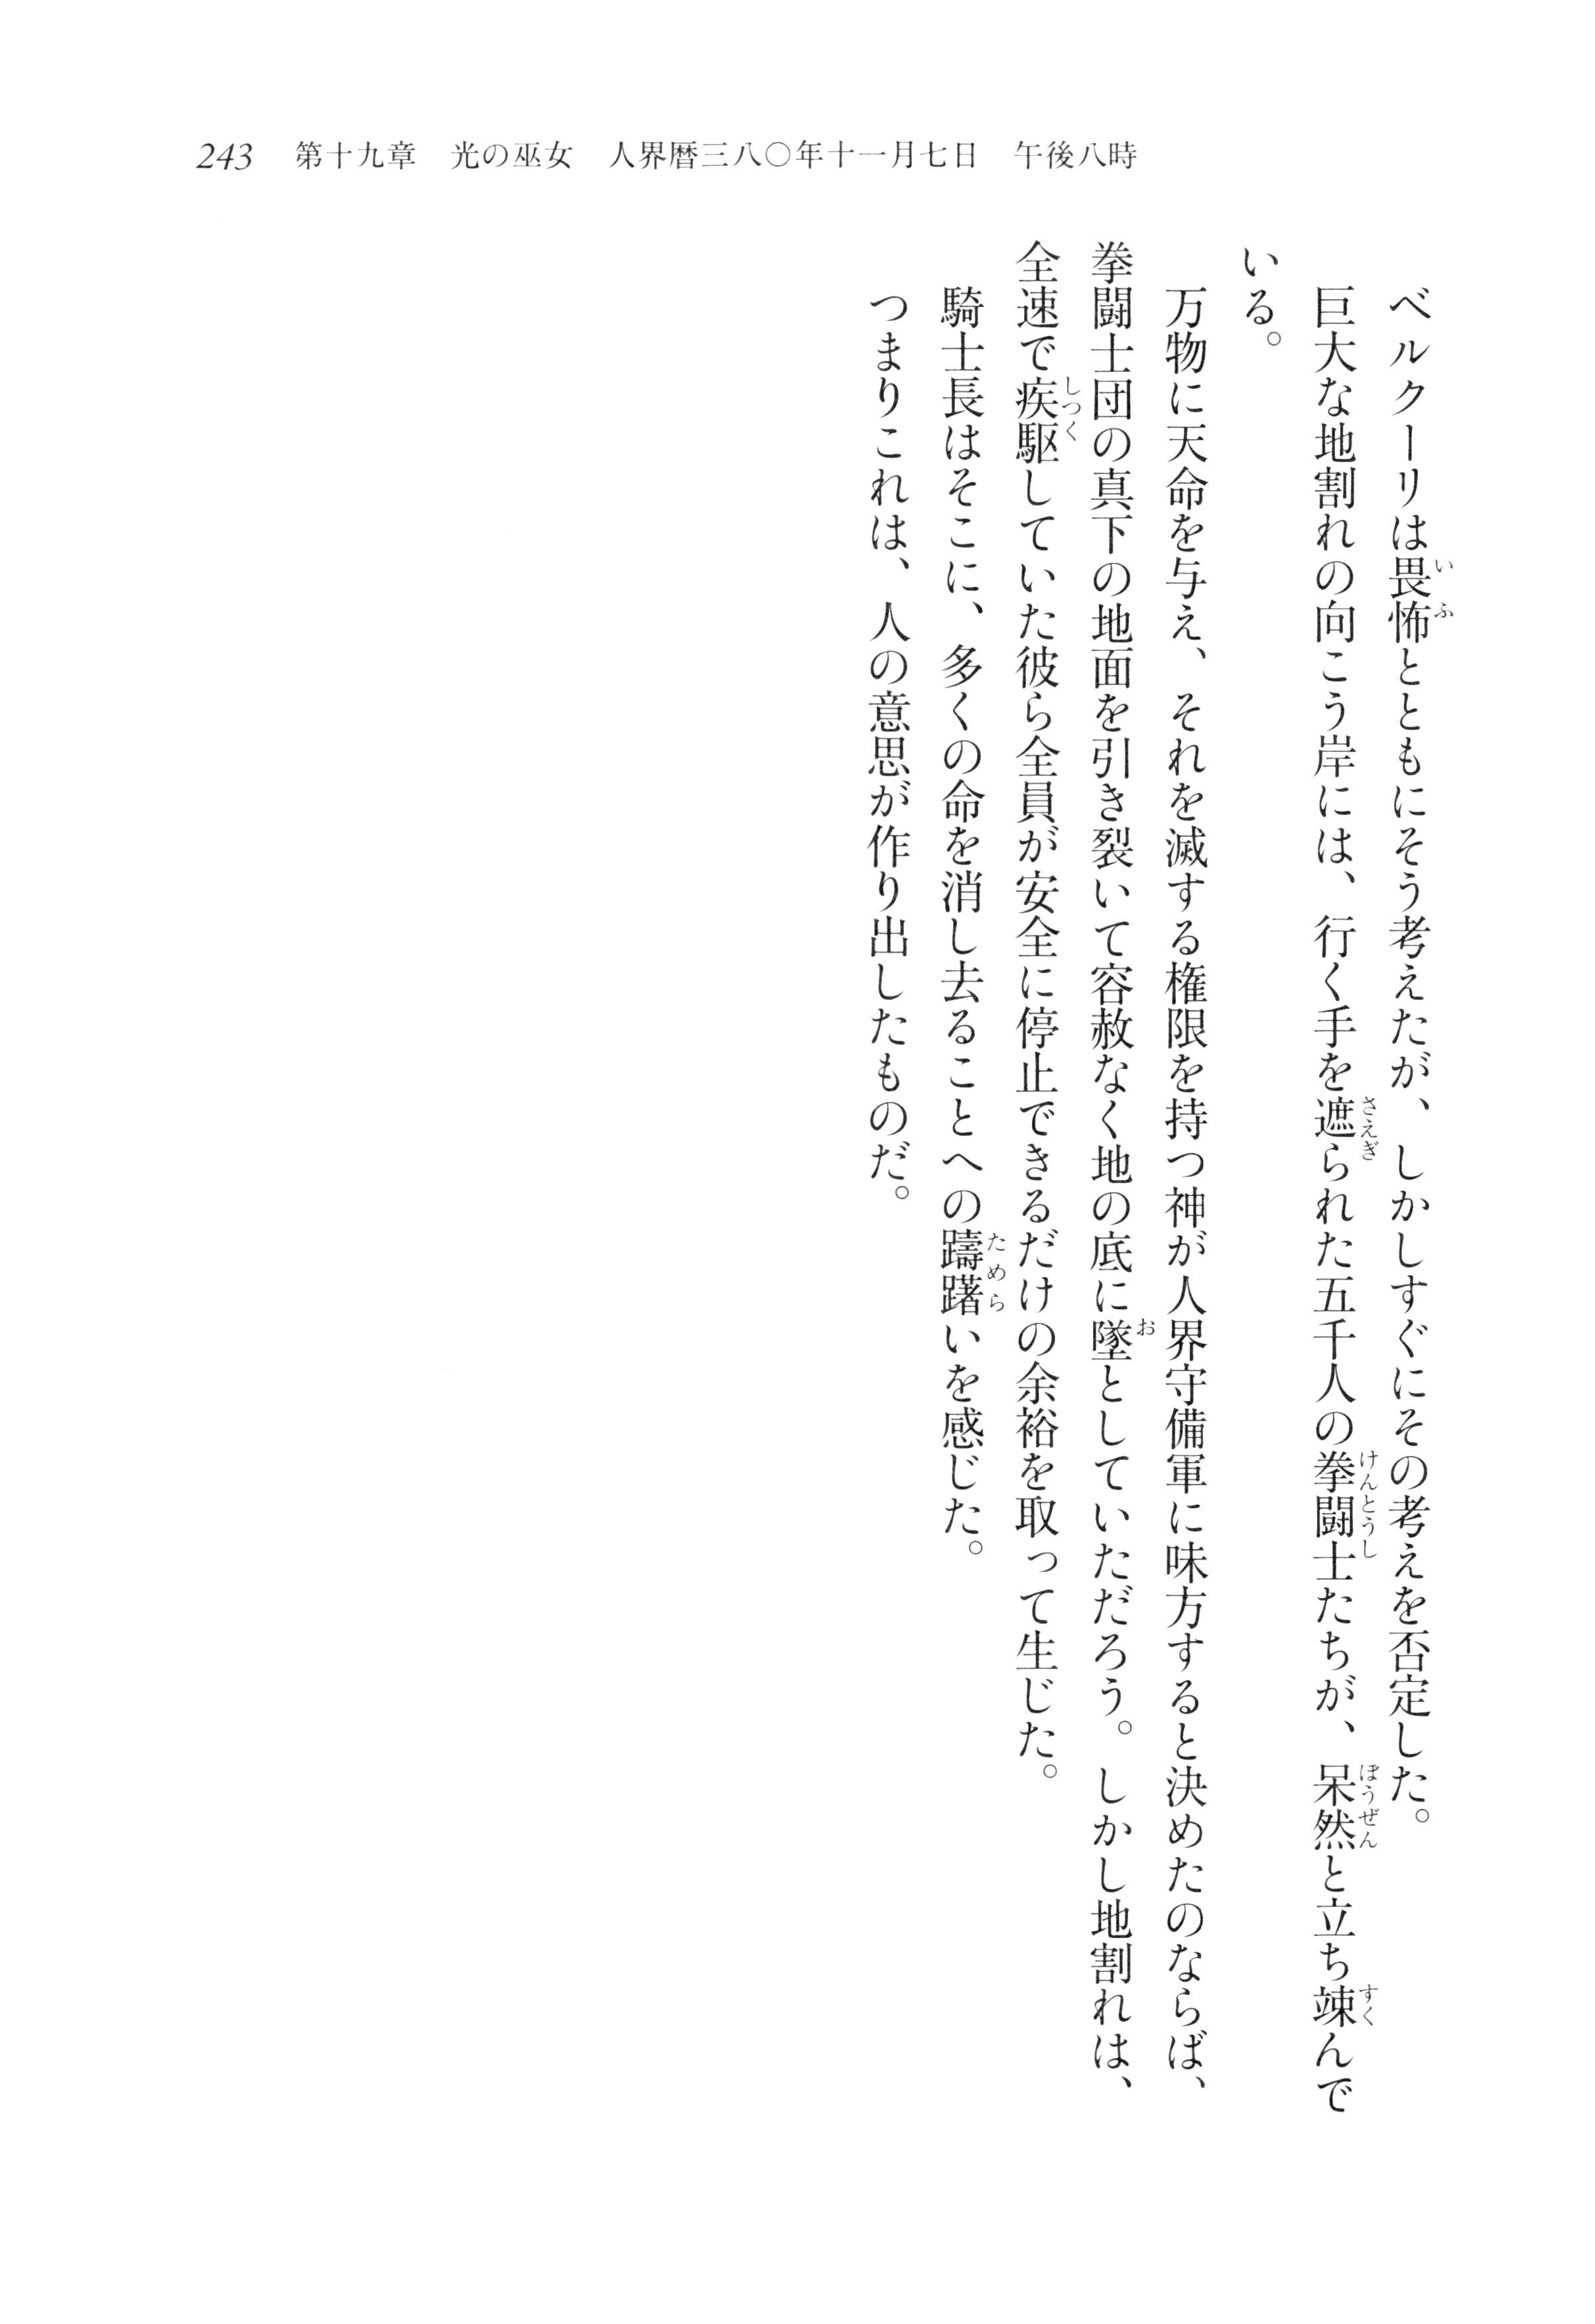 243　第十九章　光の巫女　人界暦三八〇年十一月七日　午後八時
　ベルクーリは畏怖とともにそう考えたが、しかしすぐにその考えを否定した。
　巨大な地割れの向こう岸には、行く手を遮られた五千人の拳闘士たちが、呆然と立ち竦んで
いる。
　万物に天命を与え、それを滅する権限を持つ神が人界守備軍に味方すると決めたのならば、
拳闘士団の真下の地面を引き裂いて容赦なく地の底に墜としていただろう。しかし地割れは、
全速で疾駆していた彼ら全員が安全に停止できるだけの余裕を取って生じた。
　騎士長はそこに、多くの命を消し去ることへの躊躇いを感じた。
　つまりこれは、人の意思が作り出したものだ。